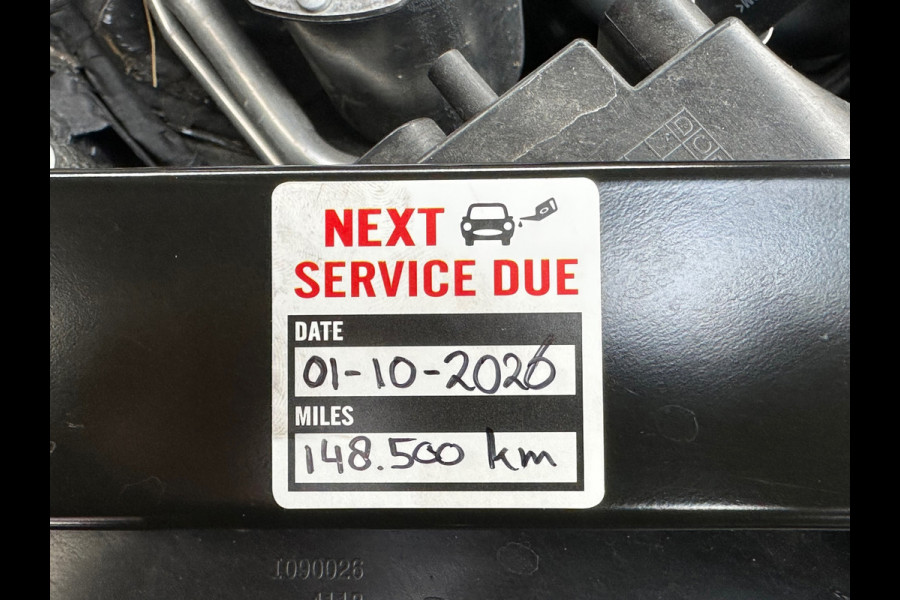 NEXT
SERVICE DUE
DATE
01-10-2026
MILES
148.500 km
1090026